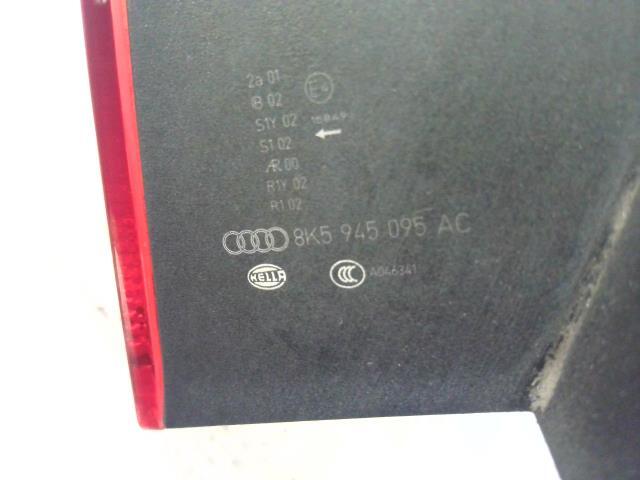 2a 01
IB 02
E4
S1Y 02
S1 02
AR 00
R1Y 02
R1 02
8K5 945 095 AC
HELLA
CCC
A046341